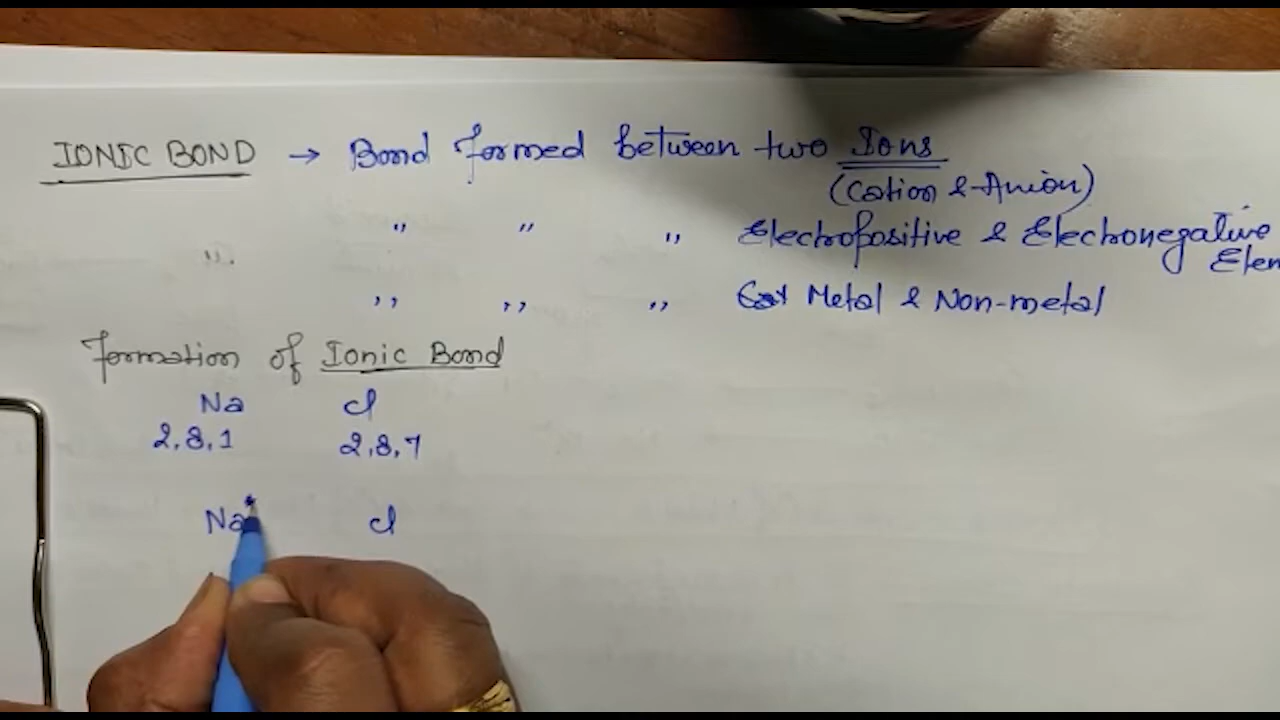 IONIC BOND → Bond formed between two Ions
(Cation & Anion)
" " " Electropositive & Electronegative
Elem
" " " Metal & Non-metal
Formation of Ionic Bond
Na Cl
2,8,1 2,8,7
Na Cl